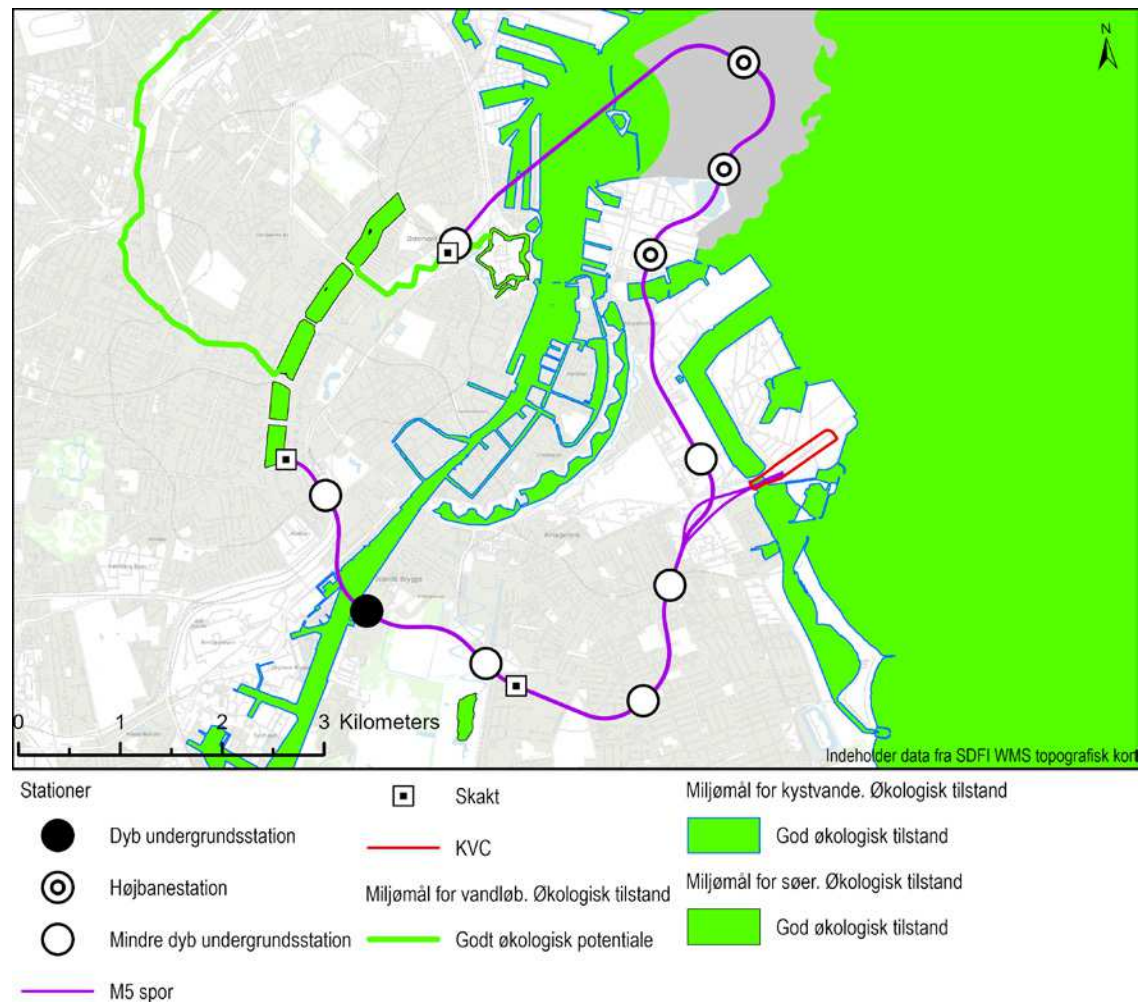 N
0 1 2 3 Kilometers
Indeholder data fra SDFI WMS topografisk kort
Stationer
Dyb undergrundsstation
Højbanestation
Mindre dyb undergrundsstation
M5 spor
Skakt
KVC
Miljømål for vandløb. Økologisk tilstand
Godt økologisk potentiale
Miljømål for kystvande. Økologisk tilstand
God økologisk tilstand
Miljømål for søer. Økologisk tilstand
God økologisk tilstand